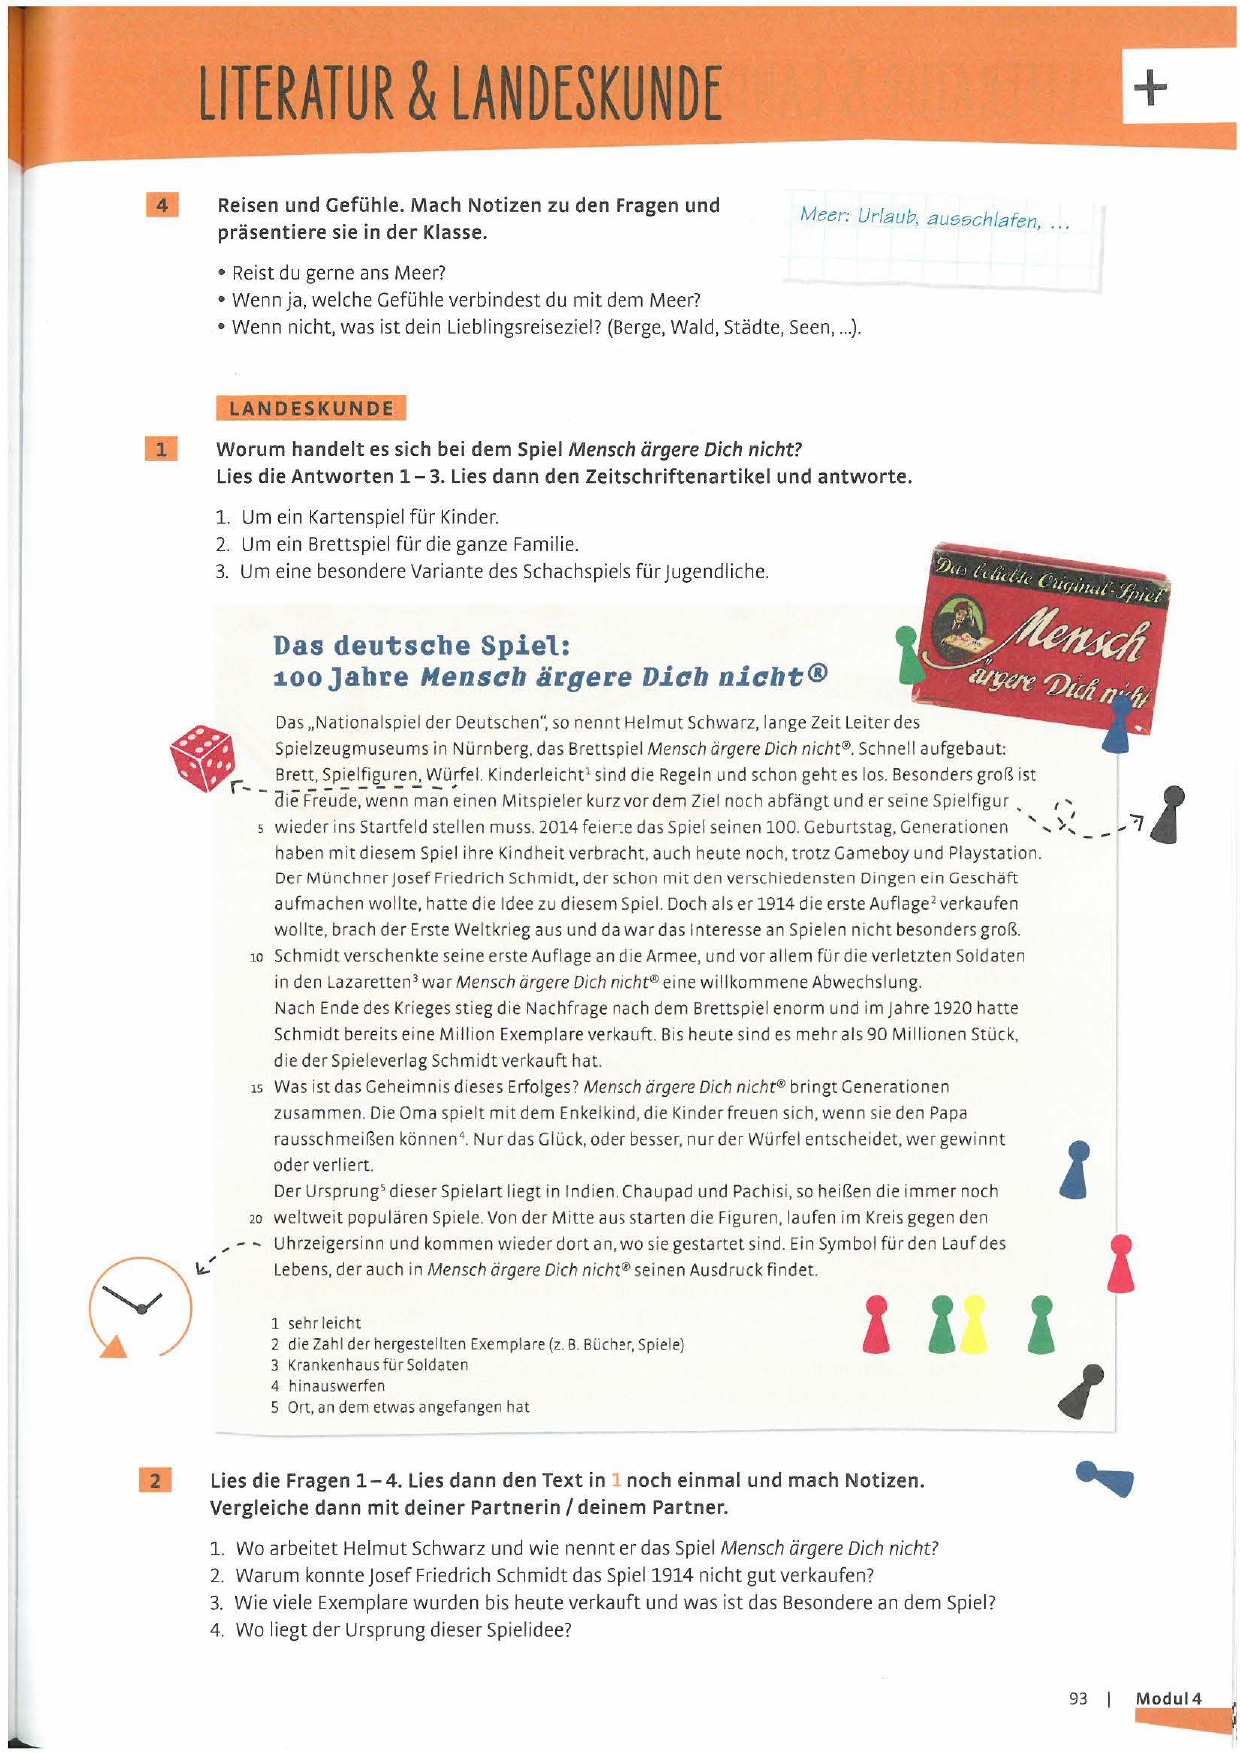 LITERATUR & LANDESKUNDE
+
4 Reisen und Gefühle. Mach Notizen zu den Fragen und
präsentiere sie in der Klasse.
Meer: Urlaub, ausschlafen, ...
• Reist du gerne ans Meer?
• Wenn ja, welche Gefühle verbindest du mit dem Meer?
• Wenn nicht, was ist dein Lieblingsreiseziel? (Berge, Wald, Städte, Seen, ...).
LANDESKUNDE
1 Worum handelt es sich bei dem Spiel Mensch ärgere Dich nicht?
Lies die Antworten 1 – 3. Lies dann den Zeitschriftenartikel und antworte.
1. Um ein Kartenspiel für Kinder.
2. Um ein Brettspiel für die ganze Familie.
3. Um eine besondere Variante des Schachspiels für Jugendliche.
Das beliebte Original-Spiel
Mensch
ärgere Dich nicht
Das deutsche Spiel:
100 Jahre Mensch ärgere Dich nicht®
Das „Nationalspiel der Deutschen“, so nennt Helmut Schwarz, lange Zeit Leiter des
Spielzeugmuseums in Nürnberg, das Brettspiel Mensch ärgere Dich nicht®. Schnell aufgebaut:
Brett, Spielfiguren, Würfel. Kinderleicht¹ sind die Regeln und schon geht es los. Besonders groß ist
die Freude, wenn man einen Mitspieler kurz vor dem Ziel noch abfängt und er seine Spielfigur
5 wieder ins Startfeld stellen muss. 2014 feierte das Spiel seinen 100. Geburtstag, Generationen
haben mit diesem Spiel ihre Kindheit verbracht, auch heute noch, trotz Gameboy und Playstation.
Der Münchner Josef Friedrich Schmidt, der schon mit den verschiedensten Dingen ein Geschäft
aufmachen wollte, hatte die Idee zu diesem Spiel. Doch als er 1914 die erste Auflage² verkaufen
wollte, brach der Erste Weltkrieg aus und da war das Interesse an Spielen nicht besonders groß.
10 Schmidt verschenkte seine erste Auflage an die Armee, und vor allem für die verletzten Soldaten
in den Lazaretten³ war Mensch ärgere Dich nicht® eine willkommene Abwechslung.
Nach Ende des Krieges stieg die Nachfrage nach dem Brettspiel enorm und im Jahre 1920 hatte
Schmidt bereits eine Million Exemplare verkauft. Bis heute sind es mehr als 90 Millionen Stück,
die der Spieleverlag Schmidt verkauft hat.
15 Was ist das Geheimnis dieses Erfolges? Mensch ärgere Dich nicht® bringt Generationen
zusammen. Die Oma spielt mit dem Enkelkind, die Kinder freuen sich, wenn sie den Papa
rausschmeißen können⁴. Nur das Glück, oder besser, nur der Würfel entscheidet, wer gewinnt
oder verliert.
Der Ursprung⁵ dieser Spielart liegt in Indien. Chaupad und Pachisi, so heißen die immer noch
20 weltweit populären Spiele. Von der Mitte aus starten die Figuren, laufen im Kreis gegen den
Uhrzeigersinn und kommen wieder dort an, wo sie gestartet sind. Ein Symbol für den Lauf des
Lebens, der auch in Mensch ärgere Dich nicht® seinen Ausdruck findet.
1 sehr leicht
2 die Zahl der hergestellten Exemplare (z. B. Bücher, Spiele)
3 Krankenhaus für Soldaten
4 hinauswerfen
5 Ort, an dem etwas angefangen hat
2 Lies die Fragen 1 – 4. Lies dann den Text in 1 noch einmal und mach Notizen.
Vergleiche dann mit deiner Partnerin / deinem Partner.
1. Wo arbeitet Helmut Schwarz und wie nennt er das Spiel Mensch ärgere Dich nicht?
2. Warum konnte Josef Friedrich Schmidt das Spiel 1914 nicht gut verkaufen?
3. Wie viele Exemplare wurden bis heute verkauft und was ist das Besondere an dem Spiel?
4. Wo liegt der Ursprung dieser Spielidee?
93 | Modul 4